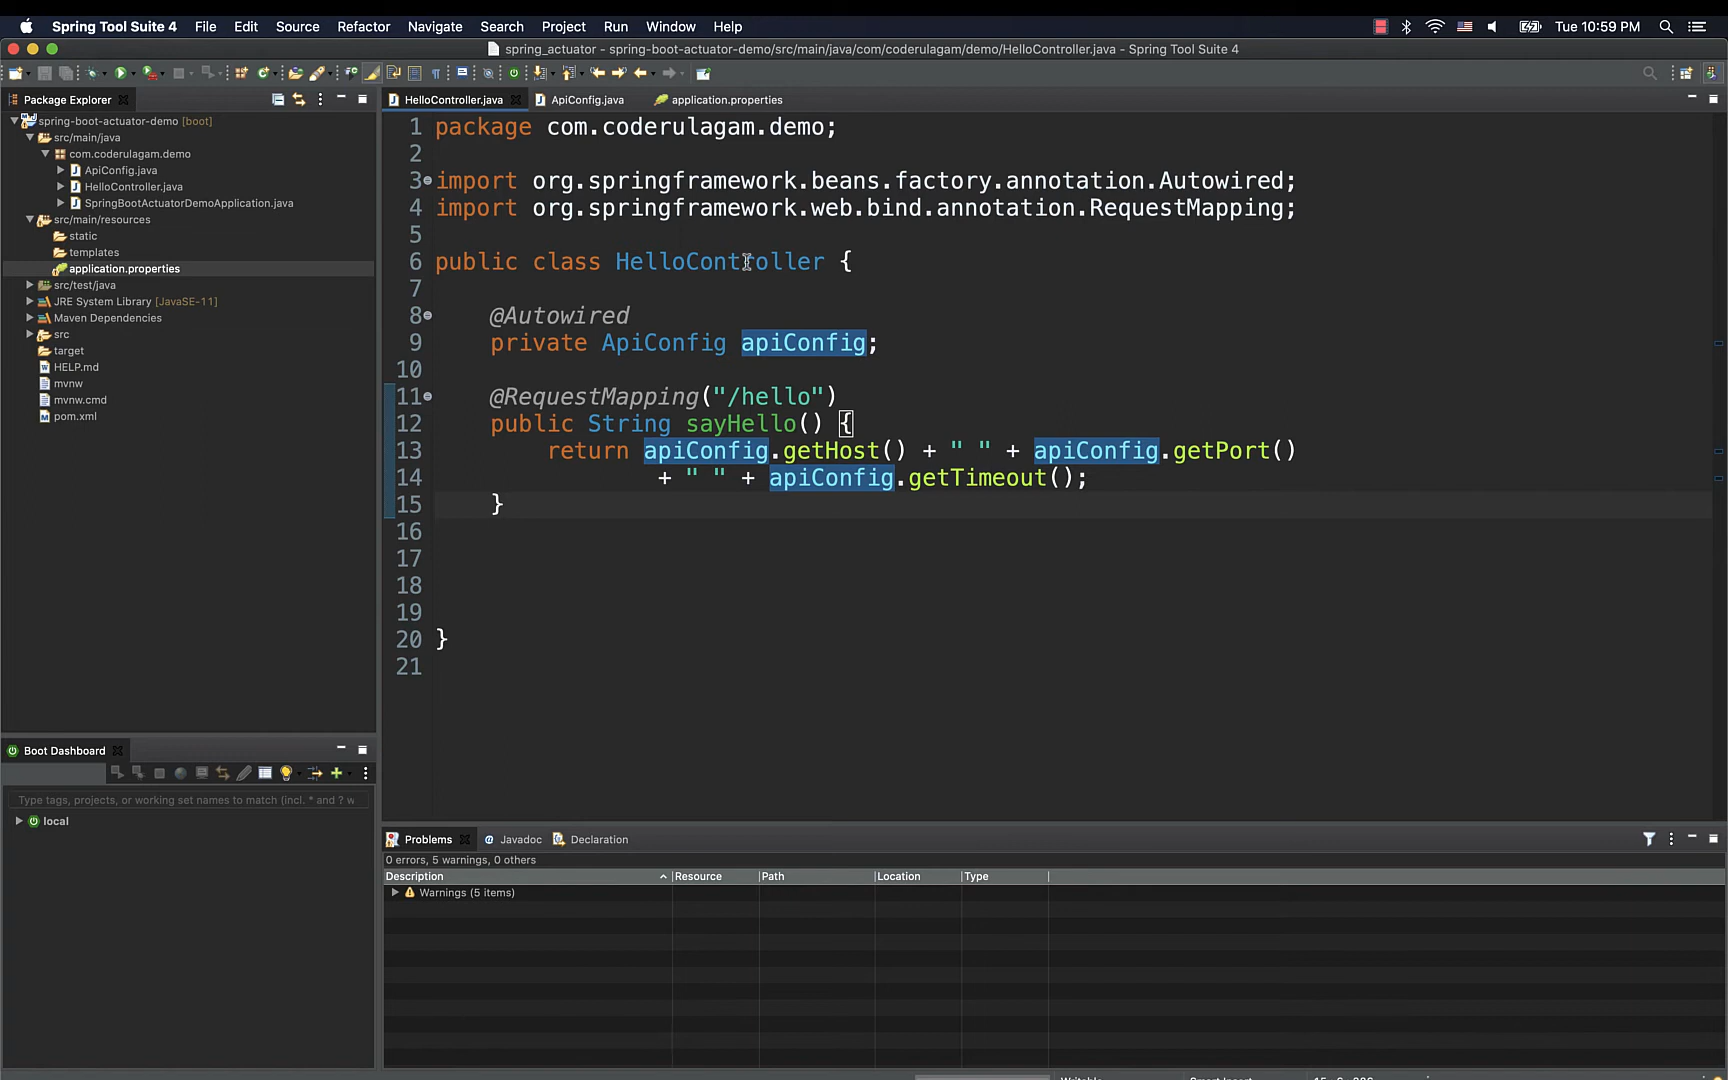 Spring Tool Suite 4 File Edit Source Refactor Navigate Search Project Run Window Help Tue 10:59 PM
spring_actuator - spring-boot-actuator-demo/src/main/java/com/coderulagam/demo/HelloController.java - Spring Tool Suite 4
Package Explorer
spring-boot-actuator-demo [boot]
src/main/java
com.coderulagam.demo
ApiConfig.java
HelloController.java
SpringBootActuatorDemoApplication.java
src/main/resources
static
templates
application.properties
src/test/java
JRE System Library [JavaSE-11]
Maven Dependencies
src
target
HELP.md
mvnw
mvnw.cmd
pom.xml
HelloController.java ApiConfig.java application.properties
1 package com.coderulagam.demo;
2
3 import org.springframework.beans.factory.annotation.Autowired;
4 import org.springframework.web.bind.annotation.RequestMapping;
5
6 public class HelloController {
7
8 @Autowired
9 private ApiConfig apiConfig;
10
11 @RequestMapping("/hello")
12 public String sayHello() {
13 return apiConfig.getHost() + " " + apiConfig.getPort()
14 + " " + apiConfig.getTimeout();
15 }
16
17
18
19
20 }
21
Boot Dashboard
Type tags, projects, or working set names to match (incl. * and ? w
local
Problems Javadoc Declaration
0 errors, 5 warnings, 0 others
Description Resource Path Location Type
Warnings (5 items)